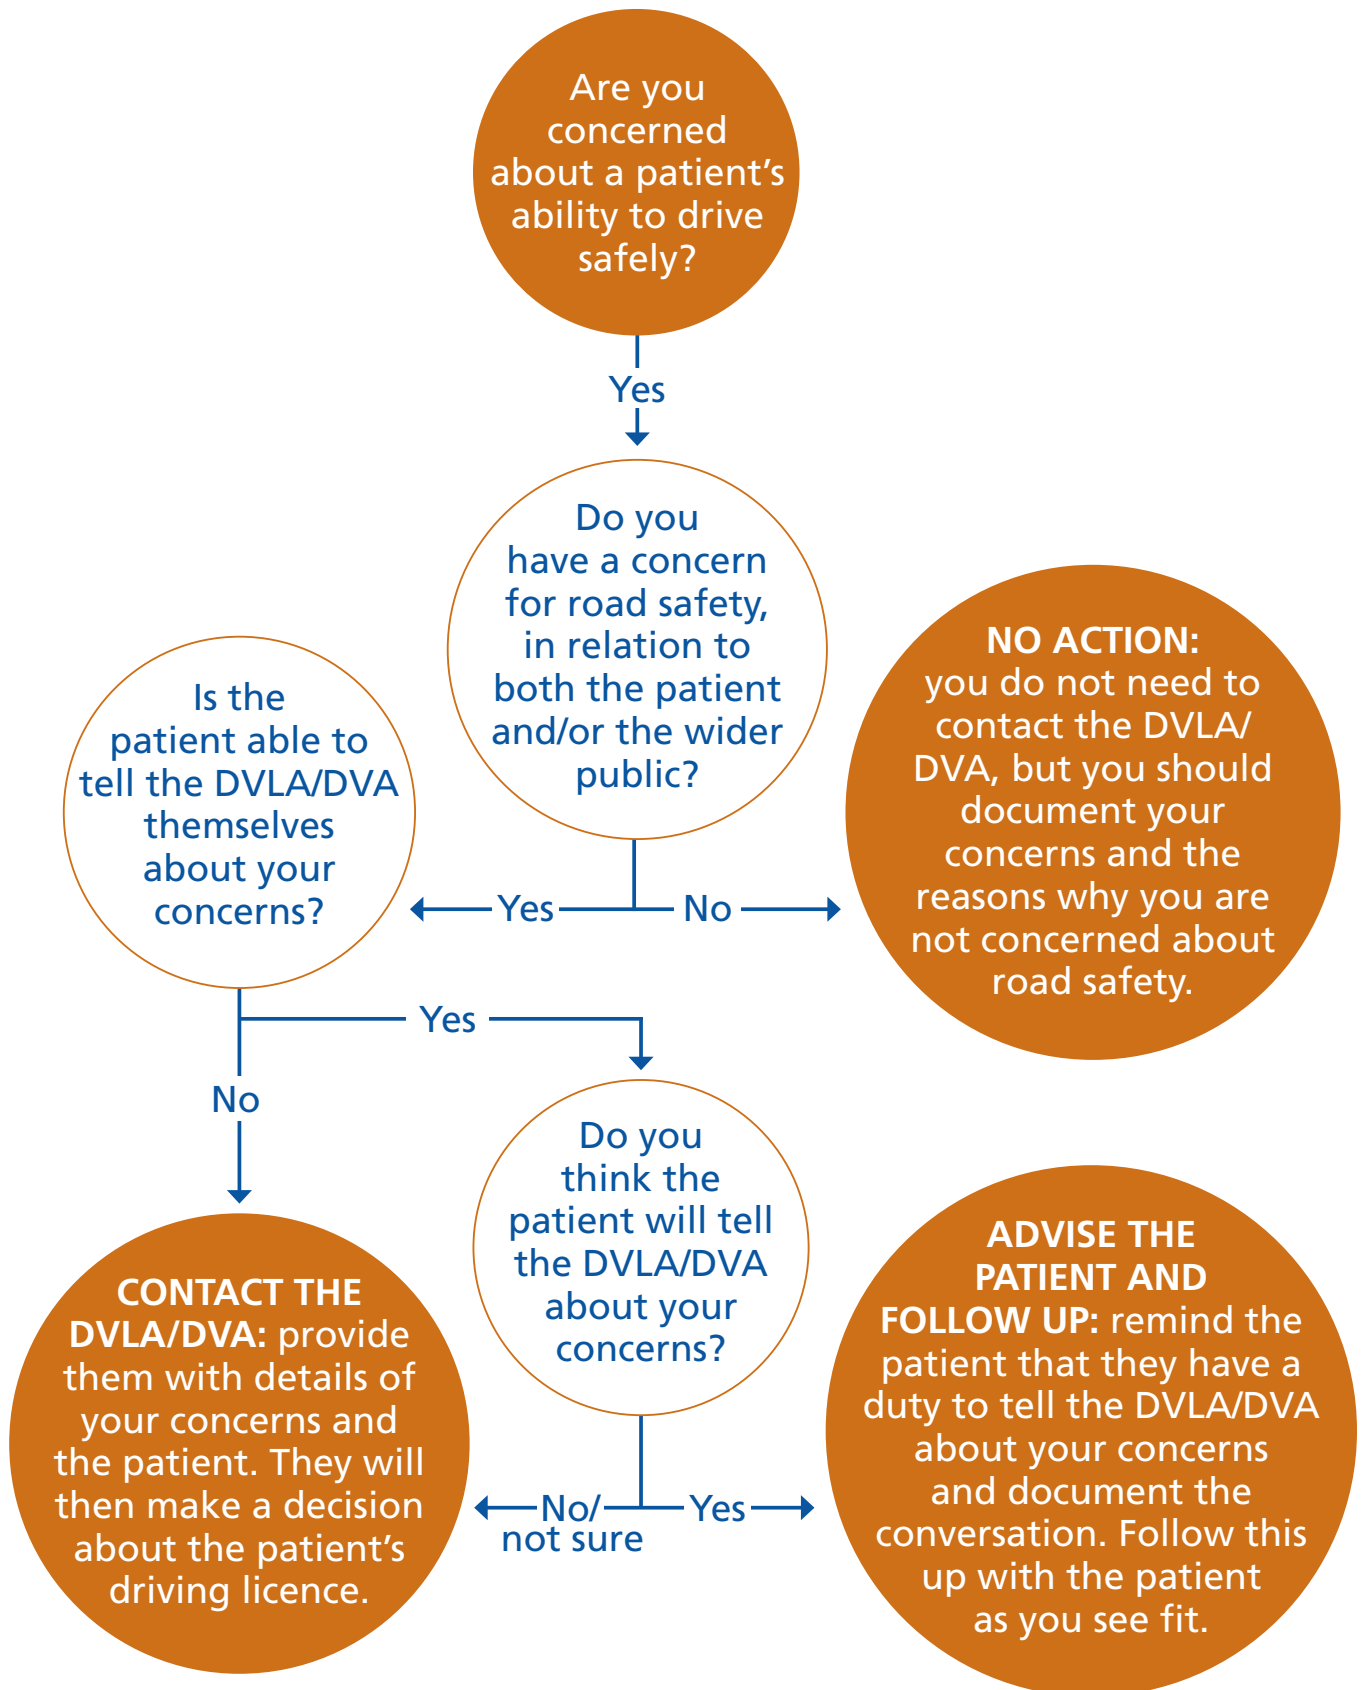 Are you
concerned
about a patient’s
ability to drive
safely?
Yes
Do you
have a concern
for road safety,
in relation to
both the patient
and/or the wider
public?
Yes
No
NO ACTION:
you do not need to
contact the DVLA/
DVA, but you should
document your
concerns and the
reasons why you are
not concerned about
road safety.
Is the
patient able to
tell the DVLA/DVA
themselves
about your
concerns?
Yes
No
Do you
think the
patient will tell
the DVLA/DVA
about your
concerns?
No/
not sure
Yes
CONTACT THE
DVLA/DVA: provide
them with details of
your concerns and
the patient. They will
then make a decision
about the patient’s
driving licence.
ADVISE THE
PATIENT AND
FOLLOW UP: remind the
patient that they have a
duty to tell the DVLA/DVA
about your concerns
and document the
conversation. Follow this
up with the patient
as you see fit.